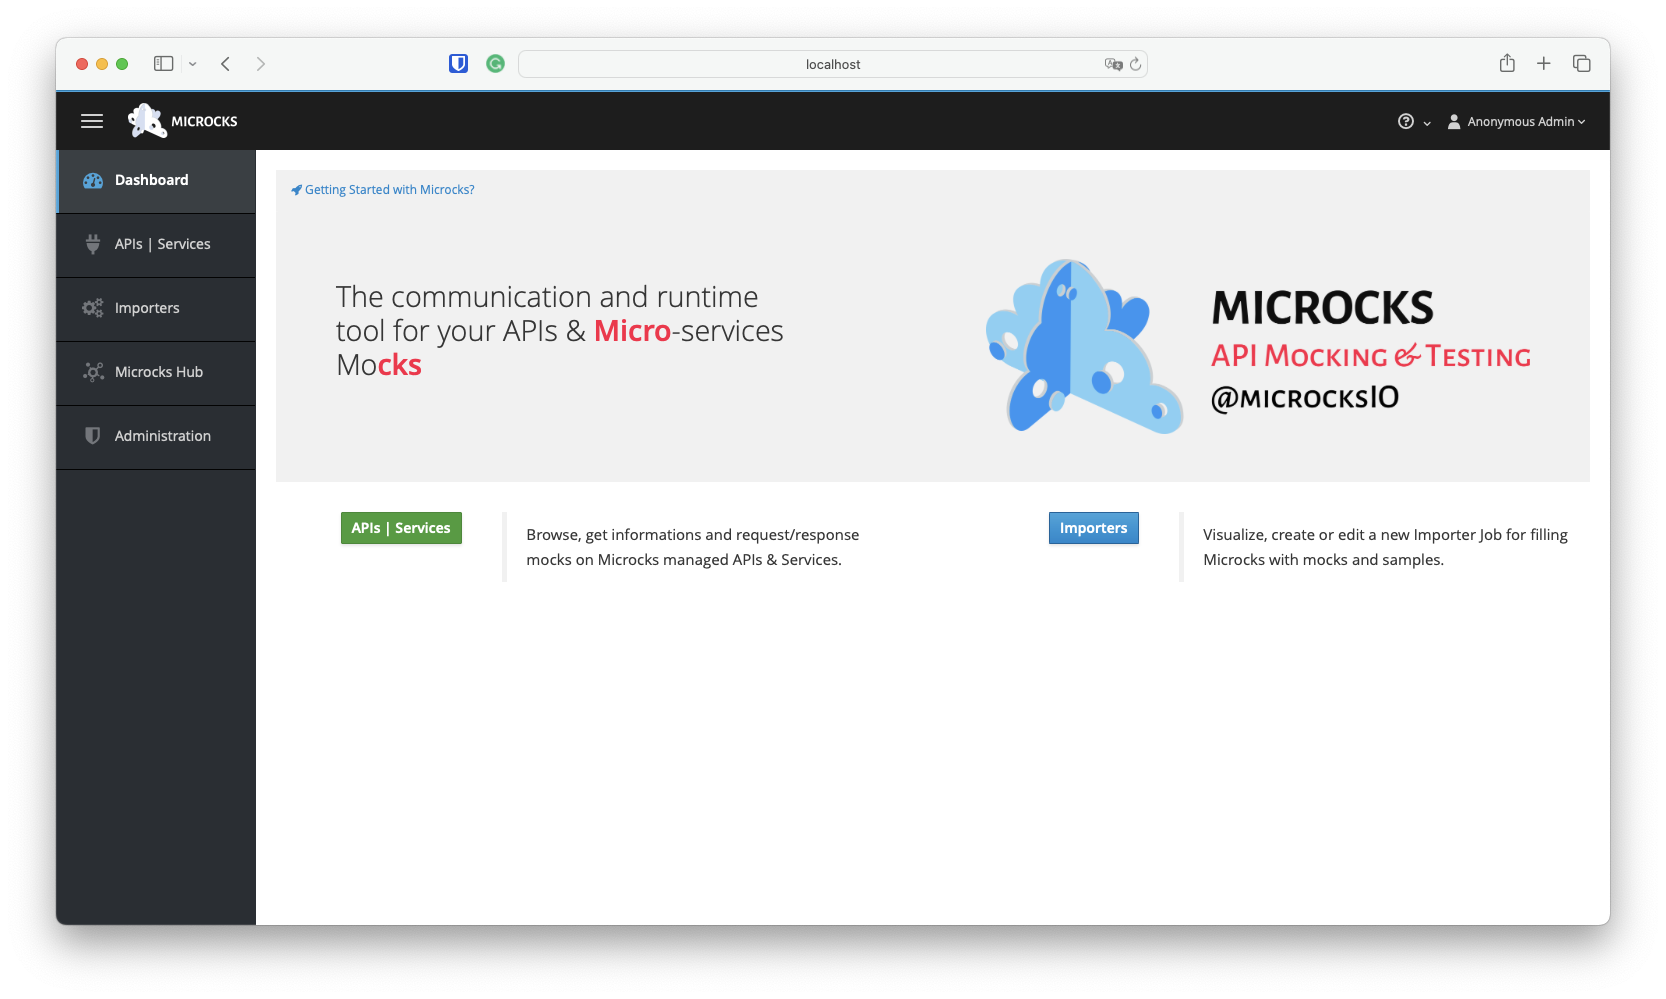 localhost
MICROCKS
Anonymous Admin
Dashboard
APIs | Services
Importers
Microcks Hub
Administration
Getting Started with Microcks?
The communication and runtime
tool for your APIs & Micro-services
Mocks
MICROCKS
API MOCKING & TESTING
@MICROCKSIO
APIs | Services
Browse, get informations and request/response
mocks on Microcks managed APIs & Services.
Importers
Visualize, create or edit a new Importer Job for filling
Microcks with mocks and samples.